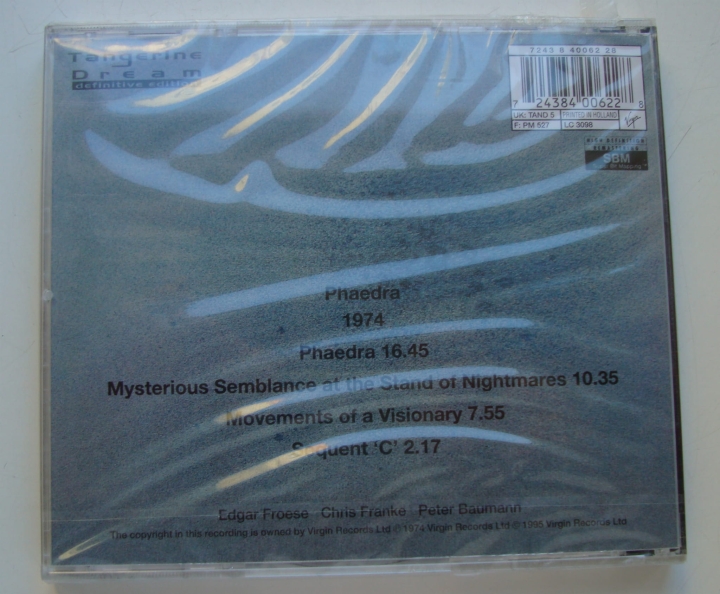 Tangerine
Dream
definitive edition
7243 8 40062 28
7 24384 00622 8
UK: TAND 5
PRINTED IN HOLLAND
F: PM 527
LC 3098
Virgin
SBM
Phaedra
1974
Phaedra 16.45
Mysterious Semblance at the Stand of Nightmares 10.35
Movements of a Visionary 7.55
Sequent ‘C’ 2.17
Edgar Froese Chris Franke Peter Baumann
The copyright in this recording is owned by Virgin Records Ltd ℗ 1974 Virgin Records Ltd © 1995 Virgin Records Ltd